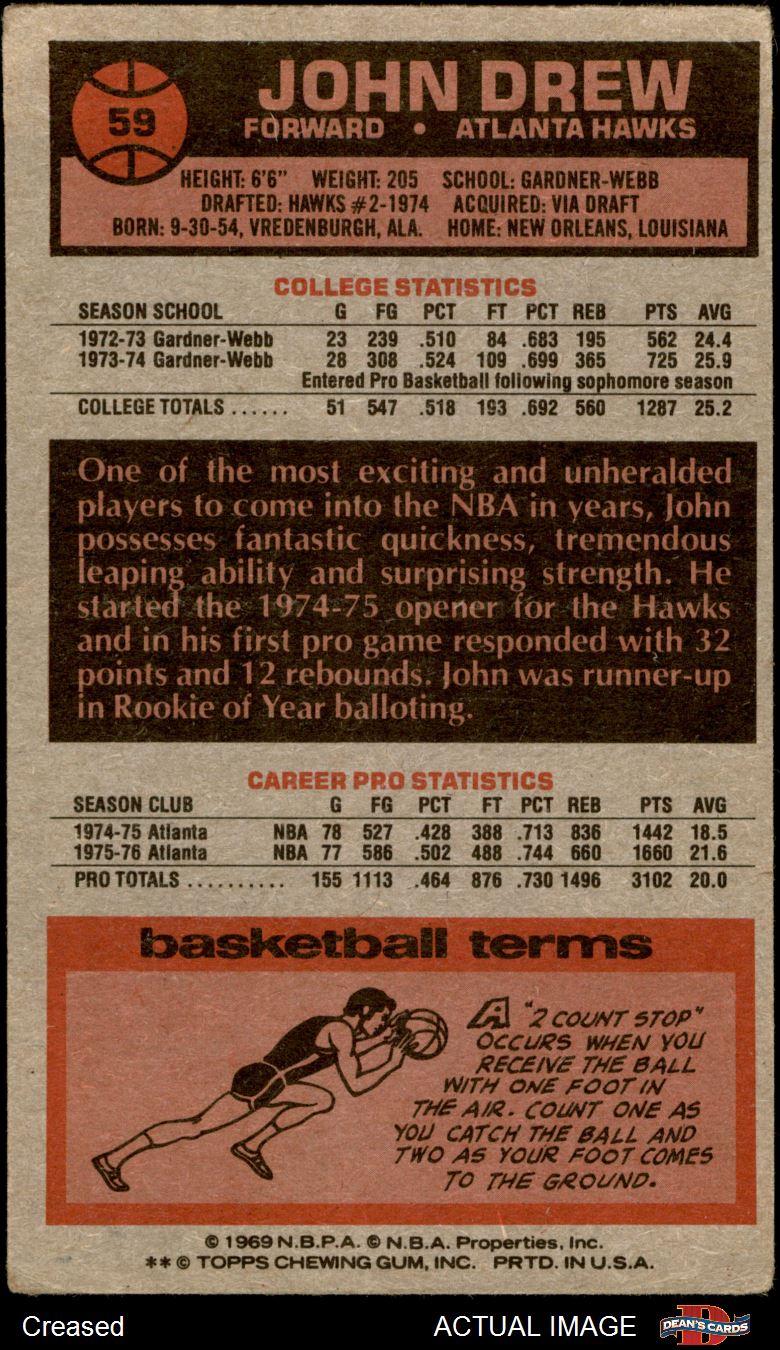 59
JOHN DREW
FORWARD • ATLANTA HAWKS
HEIGHT: 6'6" WEIGHT: 205 SCHOOL: GARDNER-WEBB
DRAFTED: HAWKS #2-1974 ACQUIRED: VIA DRAFT
BORN: 9-30-54, VREDENBURGH, ALA. HOME: NEW ORLEANS, LOUISIANA
COLLEGE STATISTICS
SEASON SCHOOL G FG PCT FT PCT REB PTS AVG
1972-73 Gardner-Webb 23 239 .510 84 .683 195 562 24.4
1973-74 Gardner-Webb 28 308 .524 109 .699 365 725 25.9
Entered Pro Basketball following sophomore season
COLLEGE TOTALS ...... 51 547 .518 193 .692 560 1287 25.2
One of the most exciting and unheralded
players to come into the NBA in years, John
possesses fantastic quickness, tremendous
leaping ability and surprising strength. He
started the 1974-75 opener for the Hawks
and in his first pro game responded with 32
points and 12 rebounds. John was runner-up
in Rookie of Year balloting.
CAREER PRO STATISTICS
SEASON CLUB G FG PCT FT PCT REB PTS AVG
1974-75 Atlanta NBA 78 527 .428 388 .713 836 1442 18.5
1975-76 Atlanta NBA 77 586 .502 488 .744 660 1660 21.6
PRO TOTALS .......... 155 1113 .464 876 .730 1496 3102 20.0
basketball terms
A "2 COUNT STOP"
OCCURS WHEN YOU
RECEIVE THE BALL
WITH ONE FOOT IN
THE AIR. COUNT ONE AS
YOU CATCH THE BALL AND
TWO AS YOUR FOOT COMES
TO THE GROUND.
© 1969 N.B.P.A. © N.B.A. Properties, Inc.
** © TOPPS CHEWING GUM, INC. PRTD. IN U.S.A.
Creased
ACTUAL IMAGE
DEAN'S CARDS